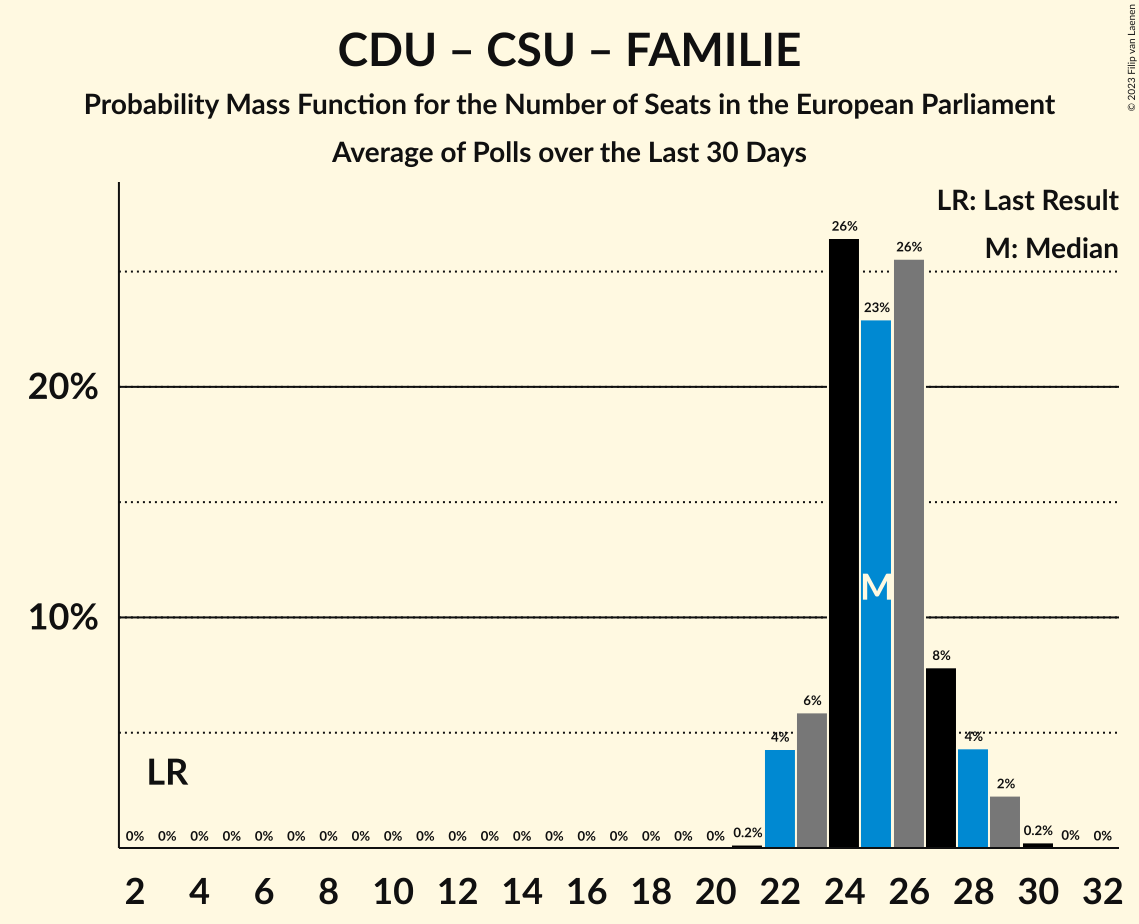 CDU – CSU – FAMILIE
Probability Mass Function for the Number of Seats in the European Parliament
Average of Polls over the Last 30 Days
© 2023 Filip van Laenen
LR: Last Result
M: Median
26%
26%
23%
20%
M
10%
8%
6%
4%
4%
2%
LR
0% 0% 0% 0% 0% 0% 0% 0% 0% 0% 0% 0% 0% 0% 0% 0% 0% 0% 0% 0.2% 0.2% 0% 0%
2 4 6 8 10 12 14 16 18 20 22 24 26 28 30 32